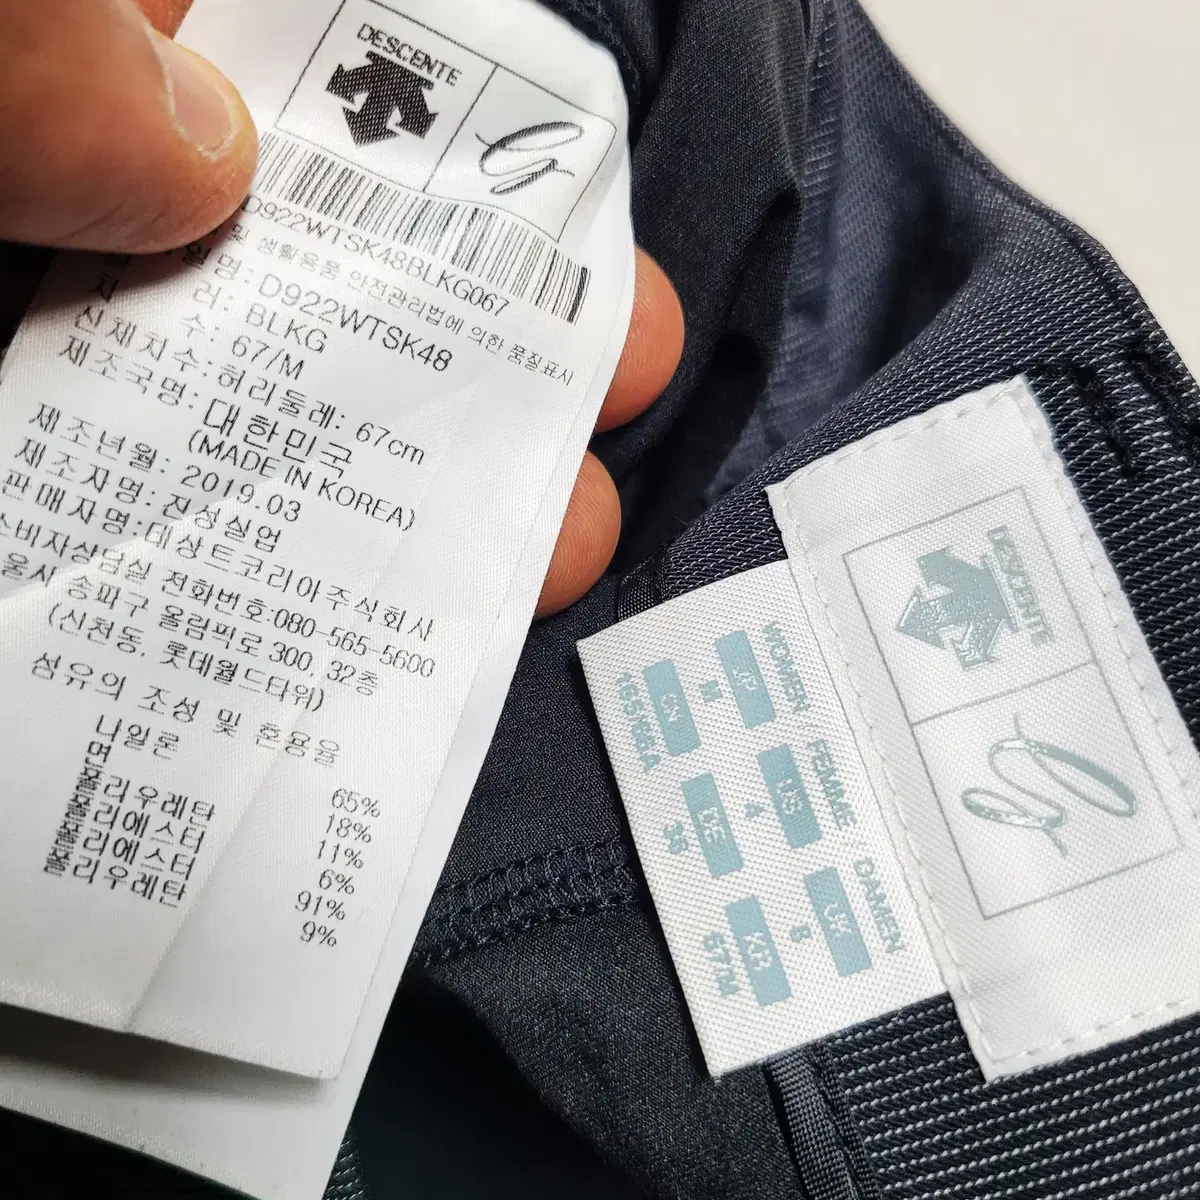 DESCENTE
G
D922WTSK48BLKG067
및 생활용품 안전관리법에 의한 품질표시
명: D922WTSK48
러: BLKG
수: 67/M
신체치수: 허리둘레: 67cm
제조국명: 대한민국
(MADE IN KOREA)
제조년월: 2019.03
제조자명: 진성실업
판매자명:데상트코리아주식회사
소비자상담실 전화번호:080-565-5600
송파구 올림픽로 300, 32층
(신천동, 롯데월드타워)
섬유의 조성 및 혼용율
나일론 65%
면 18%
폴리우레탄 11%
폴리에스터 6%
폴리에스터 91%
폴리우레탄 9%
DESCENTE
G
WOMEN FEMME DAMEN
JP US UK
M 4 8
CN DE KR
165/68A 36 67/M